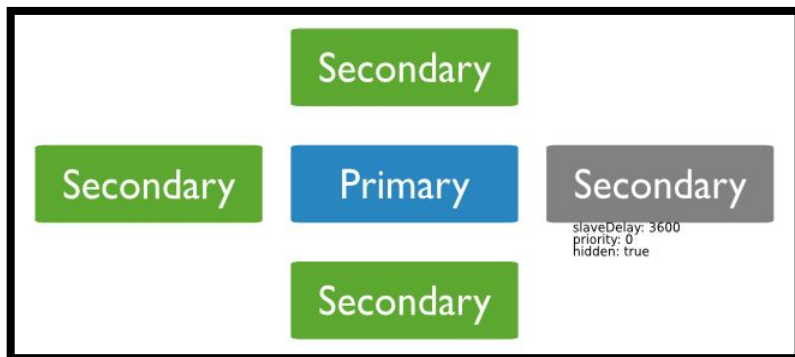 Secondary
Secondary
Primary
Secondary
slaveDelay: 3600
priority: 0
hidden: true
Secondary